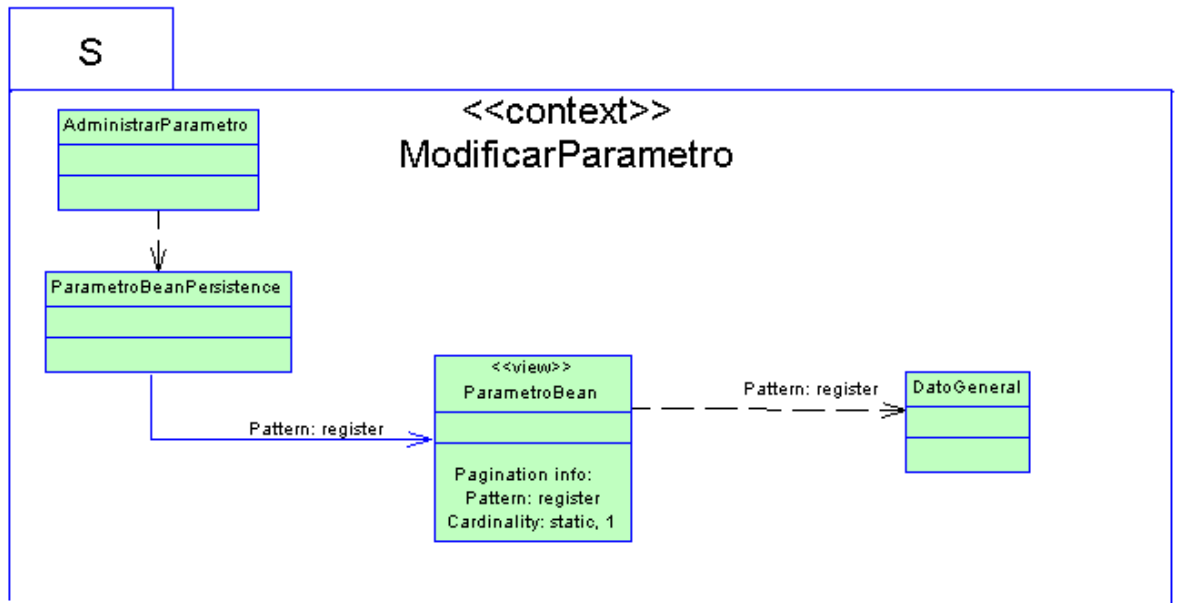 S
<<context>>
ModificarParametro
AdministrarParametro
ParametroBeanPersistence
Pattern: register
<<view>>
ParametroBean
Pagination info:
Pattern: register
Cardinality: static, 1
Pattern: register
DatoGeneral